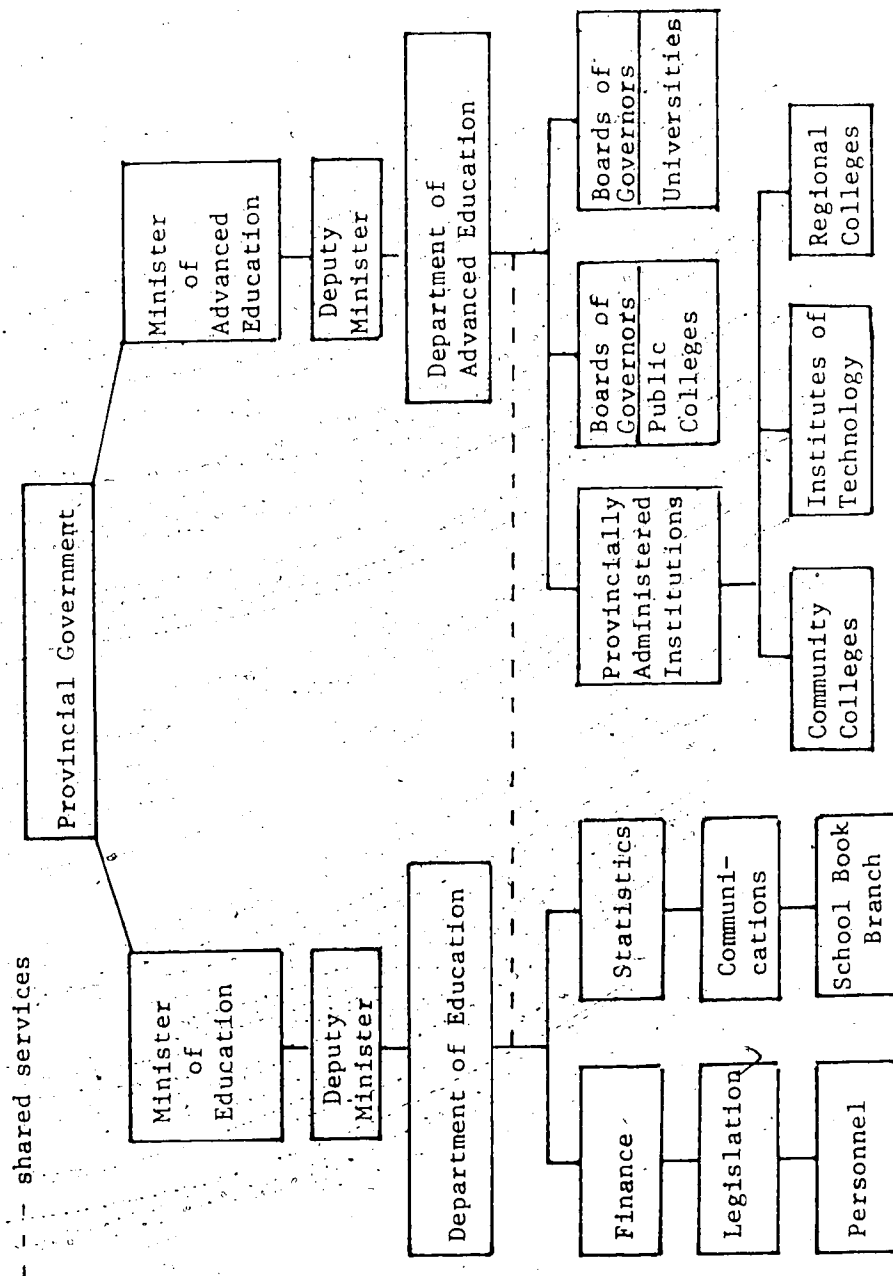 --- shared services
Provincial Government
Minister
of
Education
Deputy
Minister
Department of Education
Finance
Legislation
Personnel
Statistics
Communi-
cations
School Book
Branch
Minister
of
Advanced
Education
Deputy
Minister
Department of
Advanced Education
Provincially
Administered
Institutions
Boards of
Governors
Public
Colleges
Boards of
Governors
Universities
Community
Colleges
Institutes of
Technology
Regional
Colleges